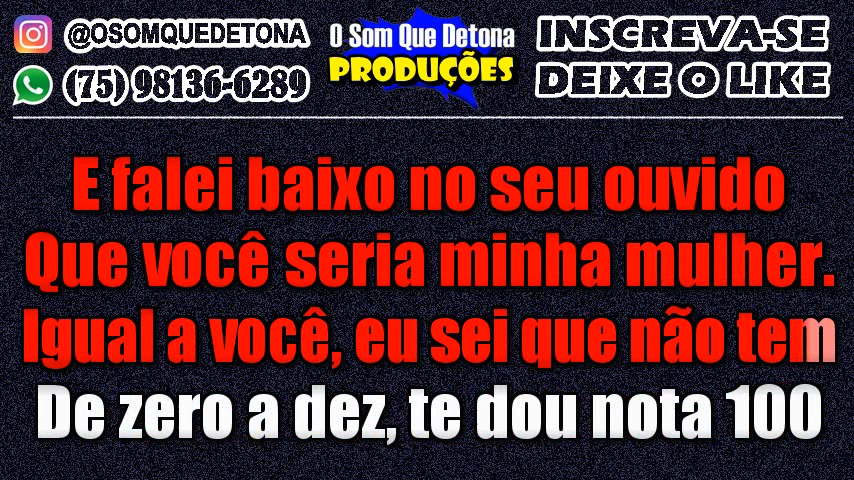 @OSOMQUEDETONA
(75) 98136-6289
O Som Que Detona
PRODUÇÕES
INSCREVA-SE
DEIXE O LIKE
E falei baixo no seu ouvido
Que você seria minha mulher.
Igual a você, eu sei que não tem
De zero a dez, te dou nota 100